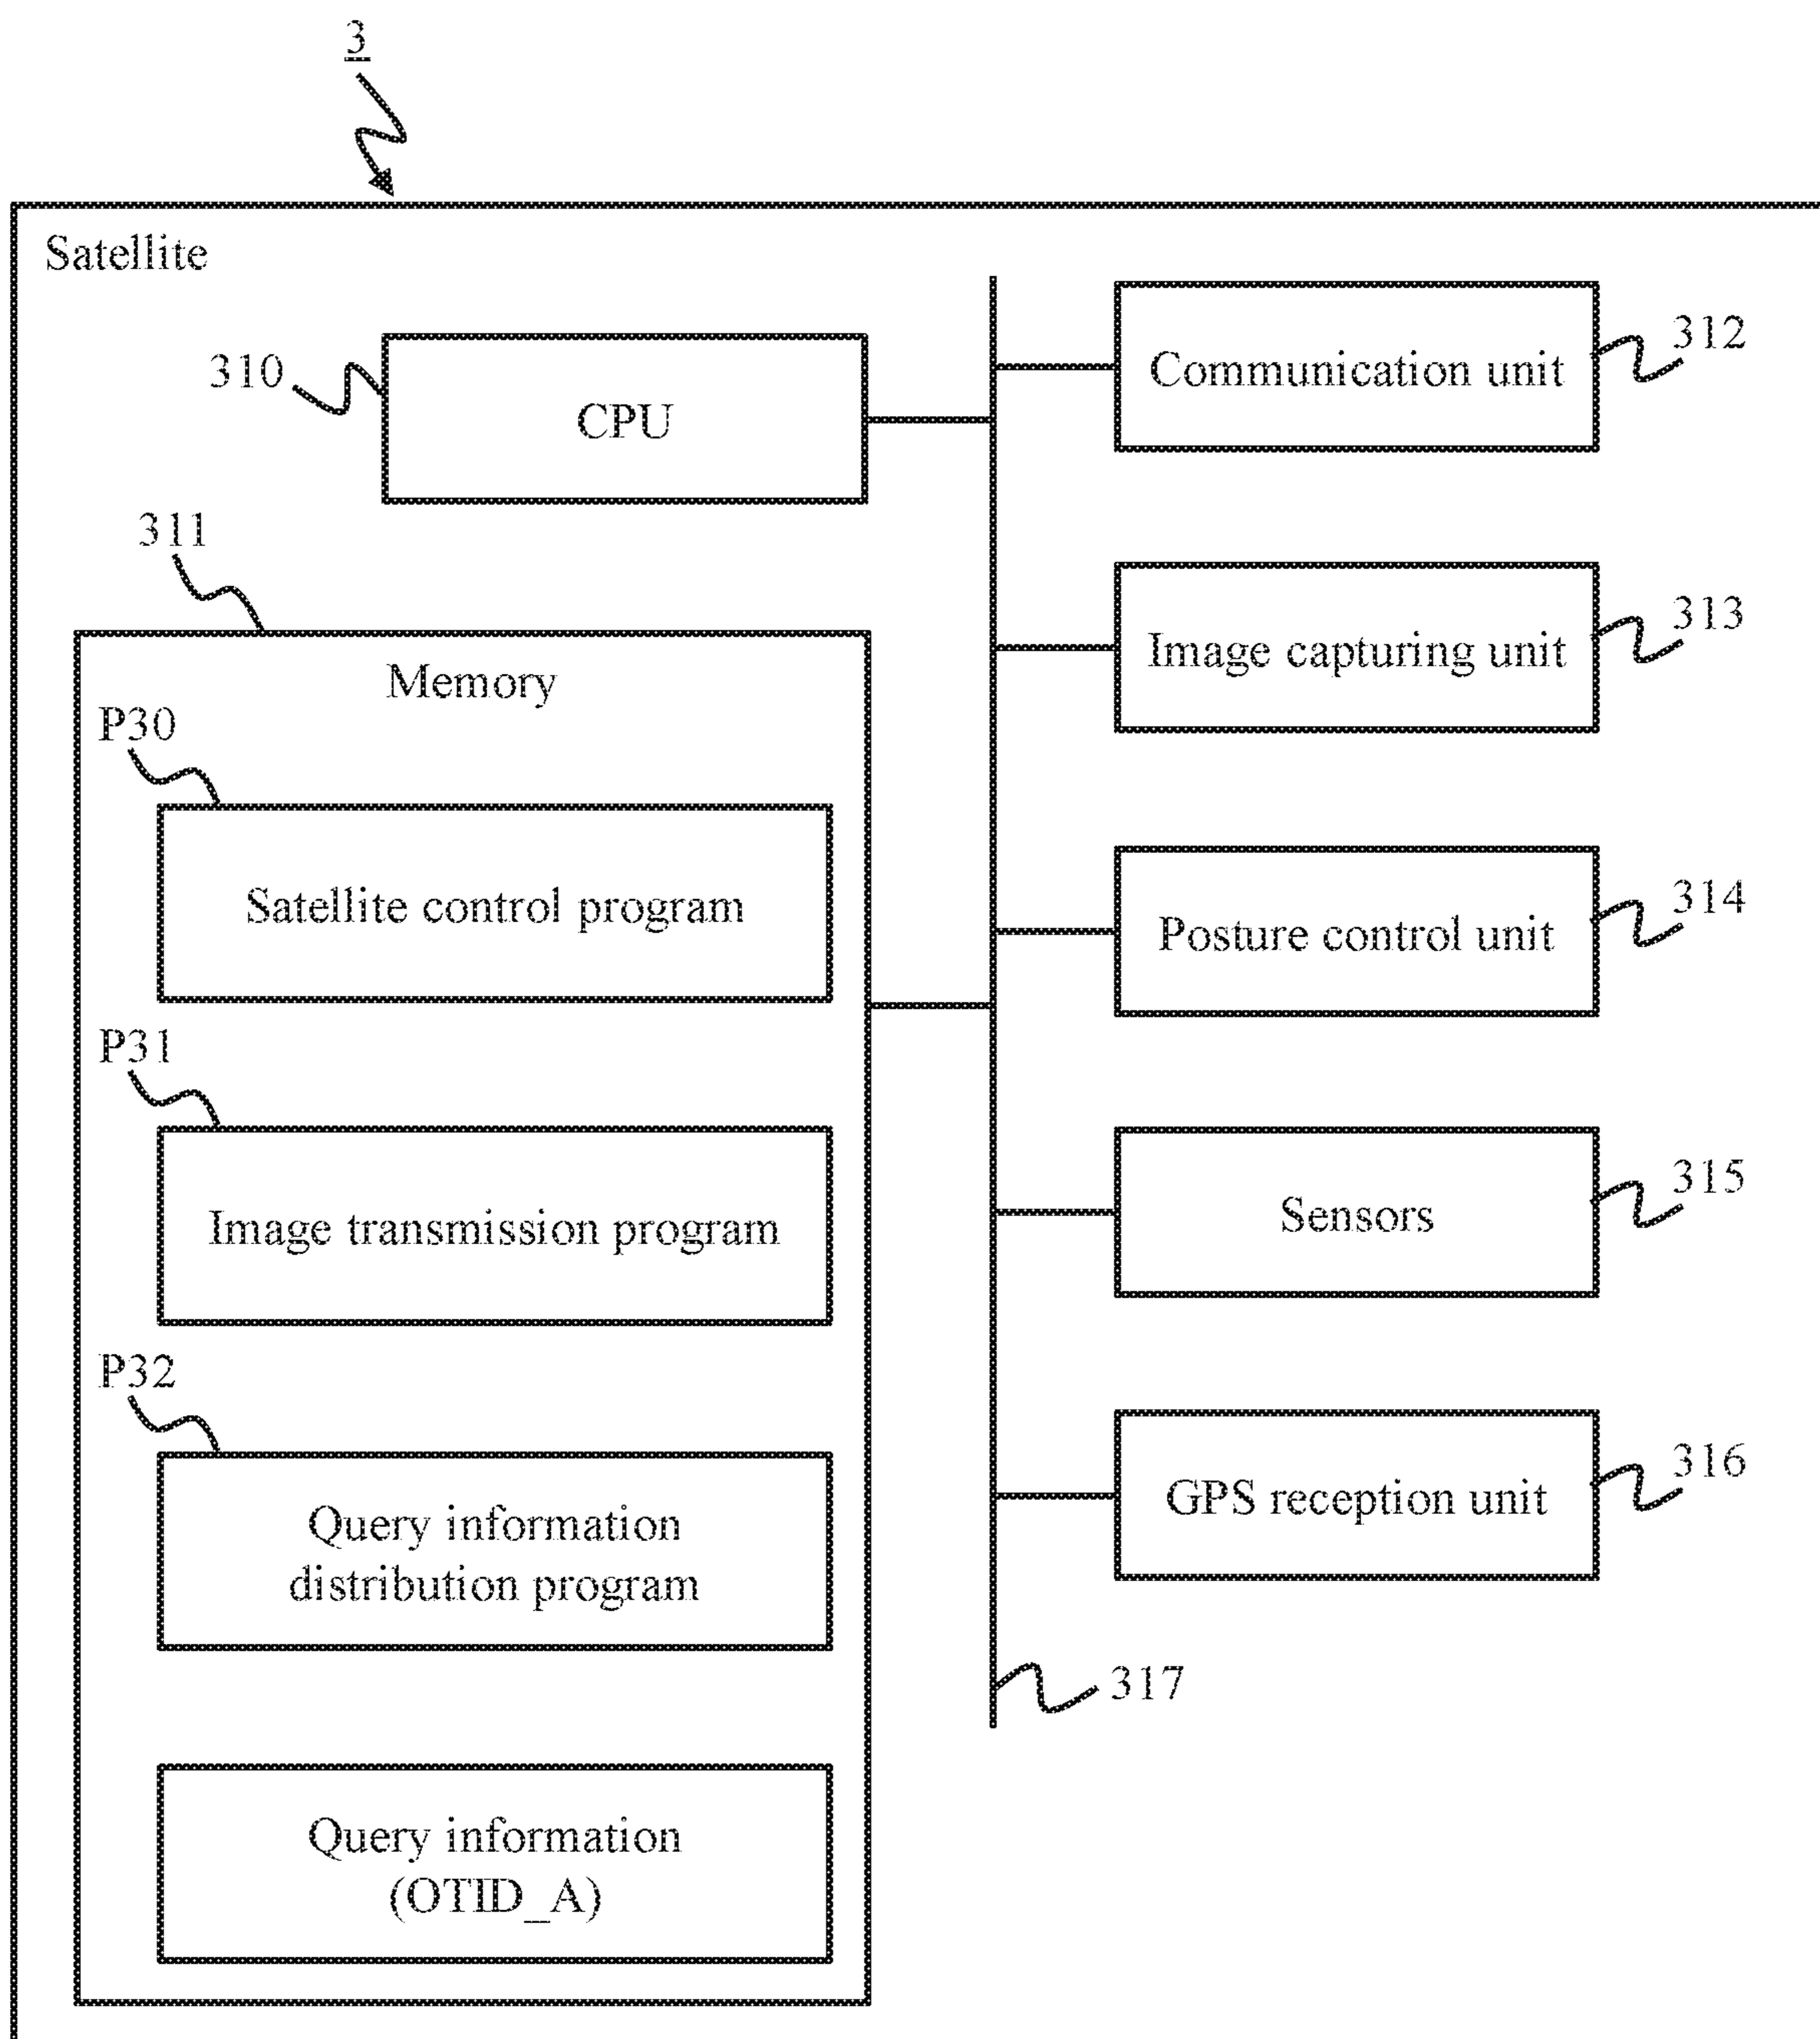 3
Satellite
310
CPU
311
Memory
P30
Satellite control program
P31
Image transmission program
P32
Query information
distribution program
Query information
(OTID_A)
Communication unit
312
Image capturing unit
313
Posture control unit
314
Sensors
315
GPS reception unit
316
317